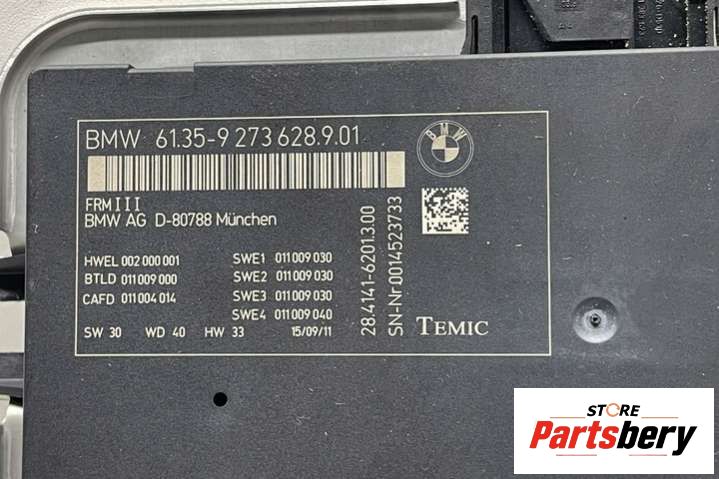 BMW 61.35-9 273 628.9.01
BMW
FRMIII
BMW AG D-80788 München
HWEL 002 000 001
BTLD 011 009 000
CAFD 011 004 014
SWE1 011 009 030
SWE2 011 009 030
SWE3 011 009 030
SWE4 011 009 040
SW 30 WD 40 HW 33 15/09/11
28.4141-6201.3.00
SN-Nr0014523733
TEMIC
STORE
Partsbery